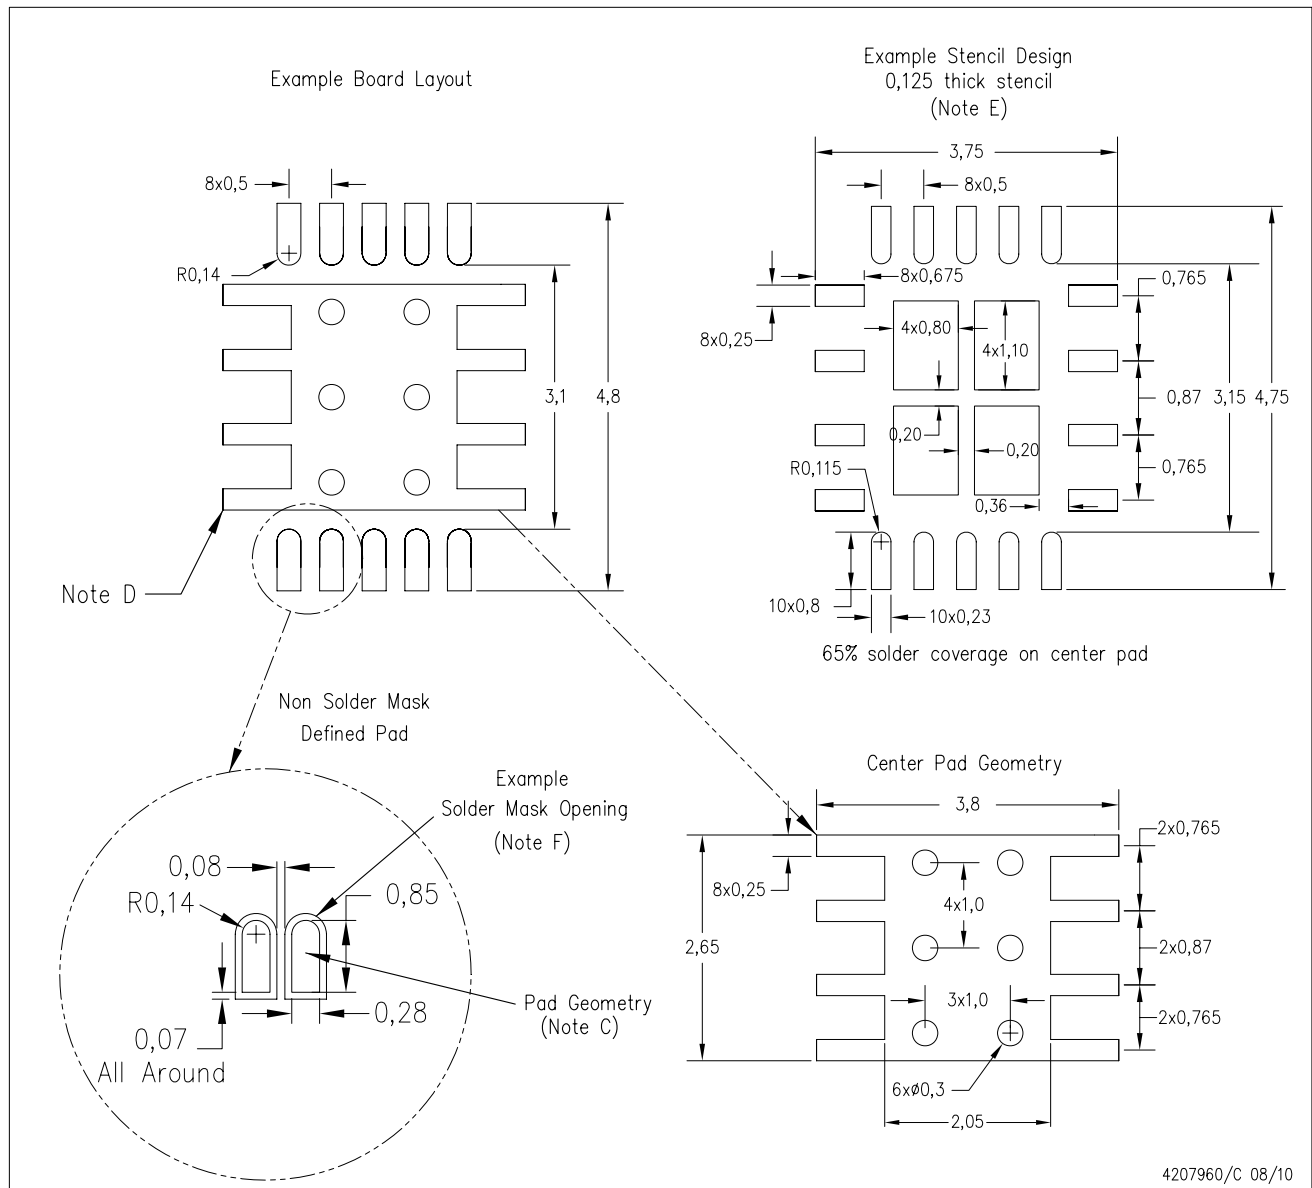 Example Board Layout
8x0,5
R0,14
3,1
4,8
Note D
Example Stencil Design
0,125 thick stencil
(Note E)
3,75
8x0,5
8x0,675
8x0,25
4x0,80
4x1,10
0,765
0,87
3,15
4,75
0,20
0,20
R0,115
0,765
0,36
10x0,8
10x0,23
65% solder coverage on center pad
Non Solder Mask
Defined Pad
Example
Solder Mask Opening
(Note F)
0,08
R0,14
0,85
Pad Geometry
(Note C)
0,28
0,07
All Around
Center Pad Geometry
3,8
2x0,765
8x0,25
4x1,0
2,65
2x0,87
3x1,0
2x0,765
6xø0,3
2,05
4207960/C 08/10